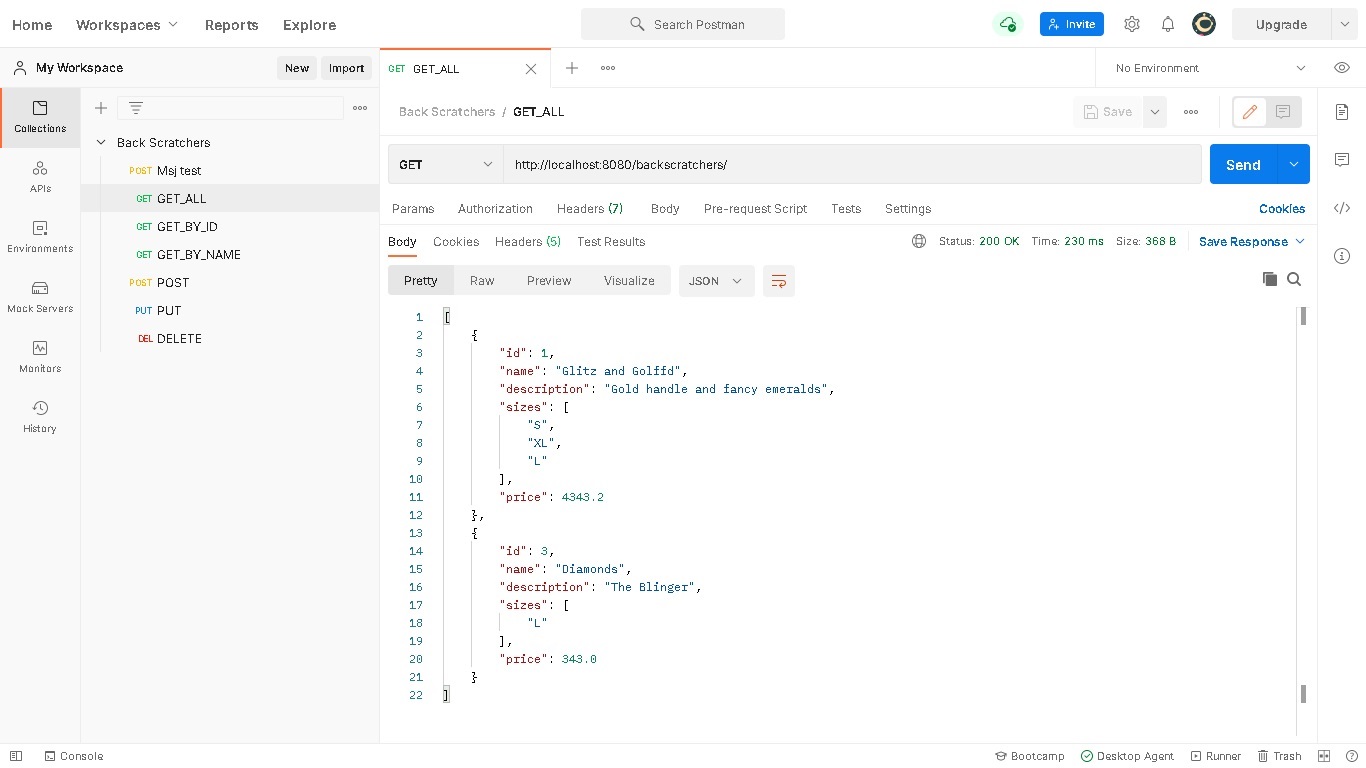 Home Workspaces Reports Explore Search Postman Invite Upgrade
My Workspace New Import GET GET_ALL No Environment
Collections
APIs
Environments
Mock Servers
Monitors
History
Back Scratchers
POST Msj test
GET GET_ALL
GET GET_BY_ID
GET GET_BY_NAME
POST POST
PUT PUT
DEL DELETE
Back Scratchers / GET_ALL Save
GET http://localhost:8080/backscratchers/ Send
Params Authorization Headers (7) Body Pre-request Script Tests Settings Cookies
Body Cookies Headers (5) Test Results Status: 200 OK Time: 230 ms Size: 368 B Save Response
Pretty Raw Preview Visualize JSON
1 [
2 {
3 "id": 1,
4 "name": "Glitz and Golffd",
5 "description": "Gold handle and fancy emeralds",
6 "sizes": [
7 "S",
8 "XL",
9 "L"
10 ],
11 "price": 4343.2
12 },
13 {
14 "id": 3,
15 "name": "Diamonds",
16 "description": "The Blinger",
17 "sizes": [
18 "L"
19 ],
20 "price": 343.0
21 }
22 ]
Console Bootcamp Desktop Agent Runner Trash